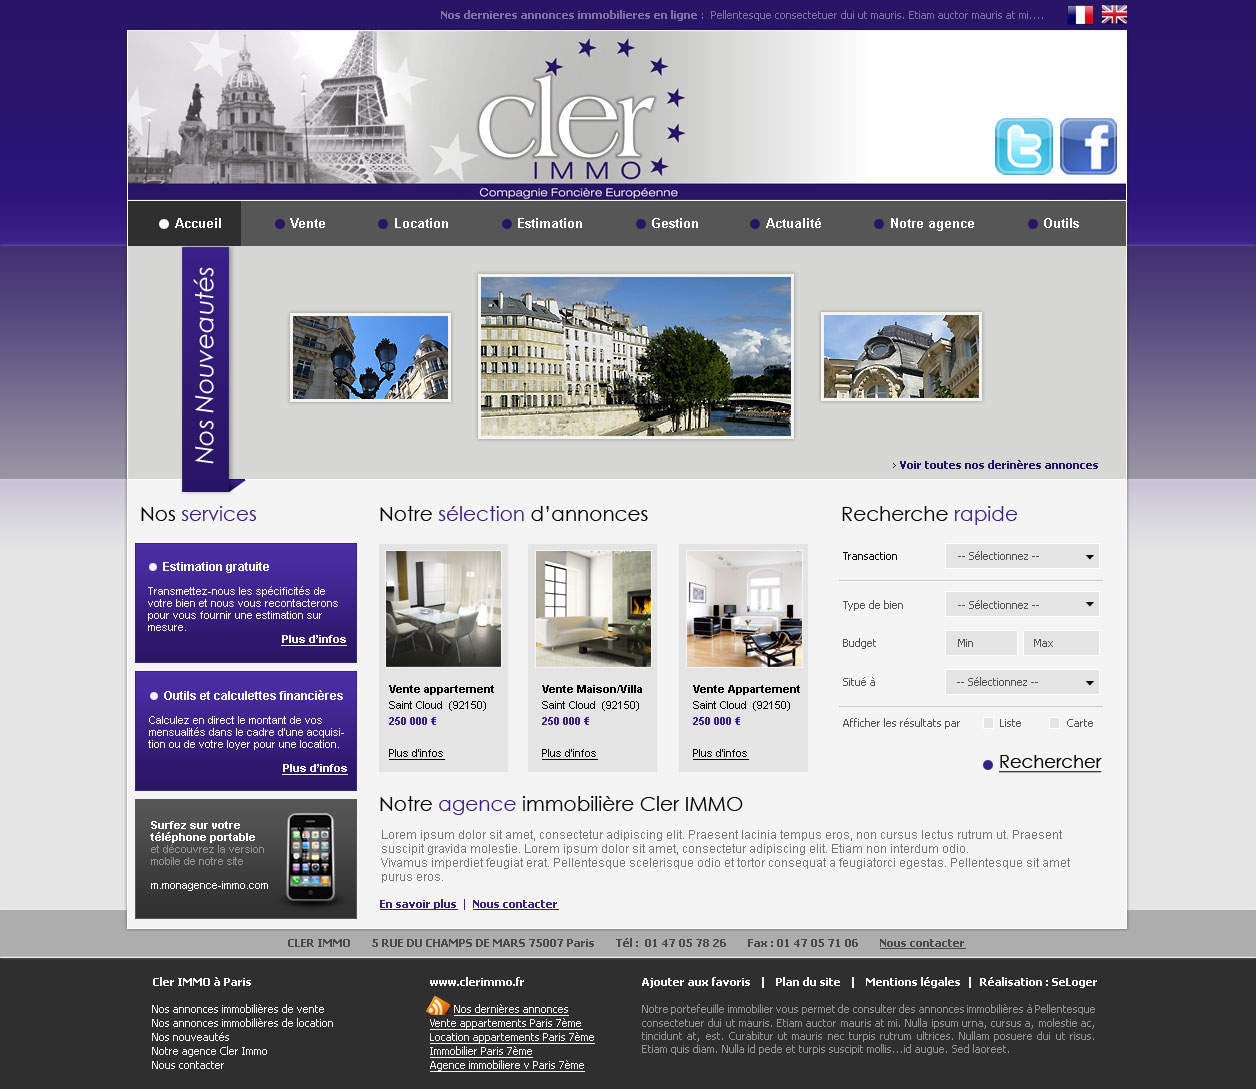 Nos dernieres annonces immobilieres en ligne : Pellentesque consectetuer dui ut mauris. Etiam auctor mauris at mi....
cler
IMMO
Compagnie Foncière Européenne
Accueil Vente Location Estimation Gestion Actualité Notre agence Outils
Nos Nouveautés
› Voir toutes nos derinères annonces
Nos services
Estimation gratuite
Transmettez-nous les spécificités de
votre bien et nous vous recontacterons
pour vous fournir une estimation sur
mesure.
Plus d'infos
Outils et calculettes financières
Calculez en direct le montant de vos
mensualités dans le cadre d'une acquisi-
tion ou de votre loyer pour une location.
Plus d'infos
Surfez sur votre
téléphone portable
et découvrez la version
mobile de notre site
m.monagence-immo.com
Notre sélection d'annonces
Vente appartement
Saint Cloud (92150)
250 000 €
Plus d'infos
Vente Maison/Villa
Saint Cloud (92150)
250 000 €
Plus d'infos
Vente Appartement
Saint Cloud (92150)
250 000 €
Plus d'infos
Recherche rapide
Transaction -- Sélectionnez --
Type de bien -- Sélectionnez --
Budget Min Max
Situé à -- Sélectionnez --
Afficher les résultats par Liste Carte
Rechercher
Notre agence immobilière Cler IMMO
Lorem ipsum dolor sit amet, consectetur adipiscing elit. Praesent lacinia tempus eros, non cursus lectus rutrum ut. Praesent
suscipit gravida molestie. Lorem ipsum dolor sit amet, consectetur adipiscing elit. Etiam non interdum odio.
Vivamus imperdiet feugiat erat. Pellentesque scelerisque odio et tortor consequat a feugiatorci egestas. Pellentesque sit amet
purus eros.
En savoir plus | Nous contacter
CLER IMMO 5 RUE DU CHAMPS DE MARS 75007 Paris Tél : 01 47 05 78 26 Fax : 01 47 05 71 06 Nous contacter
Cler IMMO à Paris
Nos annonces immobilières de vente
Nos annonces immobilières de location
Nos nouveautés
Notre agence Cler Immo
Nous contacter
www.clerimmo.fr
Nos dernières annonces
Vente appartements Paris 7ème
Location appartements Paris 7ème
Immobilier Paris 7ème
Agence immobiliere v Paris 7ème
Ajouter aux favoris | Plan du site | Mentions légales | Réalisation : SeLoger
Notre portefeuille immobilier vous permet de consulter des annonces immobilières à Pellentesque
consectetuer dui ut mauris. Etiam auctor mauris at mi. Nulla ipsum urna, cursus a, molestie ac,
tincidunt at, est. Curabitur ut mauris nec turpis rutrum ultrices. Nullam posuere dui ut risus.
Etiam quis diam. Nulla id pede et turpis suscipit mollis...id augue. Sed laoreet.